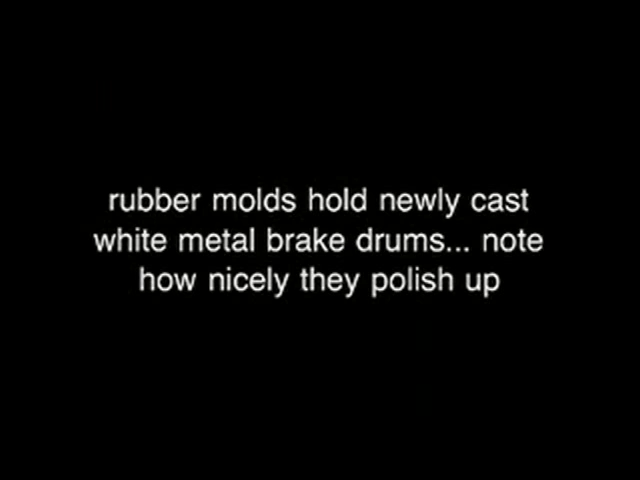 rubber molds hold newly cast
white metal brake drums... note
how nicely they polish up